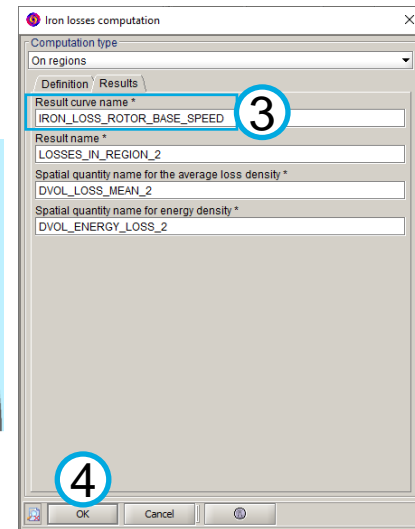 Iron losses computation
Computation type
On regions
Definition Results
Result curve name *
IRON_LOSS_ROTOR_BASE_SPEED
3
Result name *
LOSSES_IN_REGION_2
Spatial quantity name for the average loss density *
DVOL_LOSS_MEAN_2
Spatial quantity name for energy density *
DVOL_ENERGY_LOSS_2
4
OK Cancel